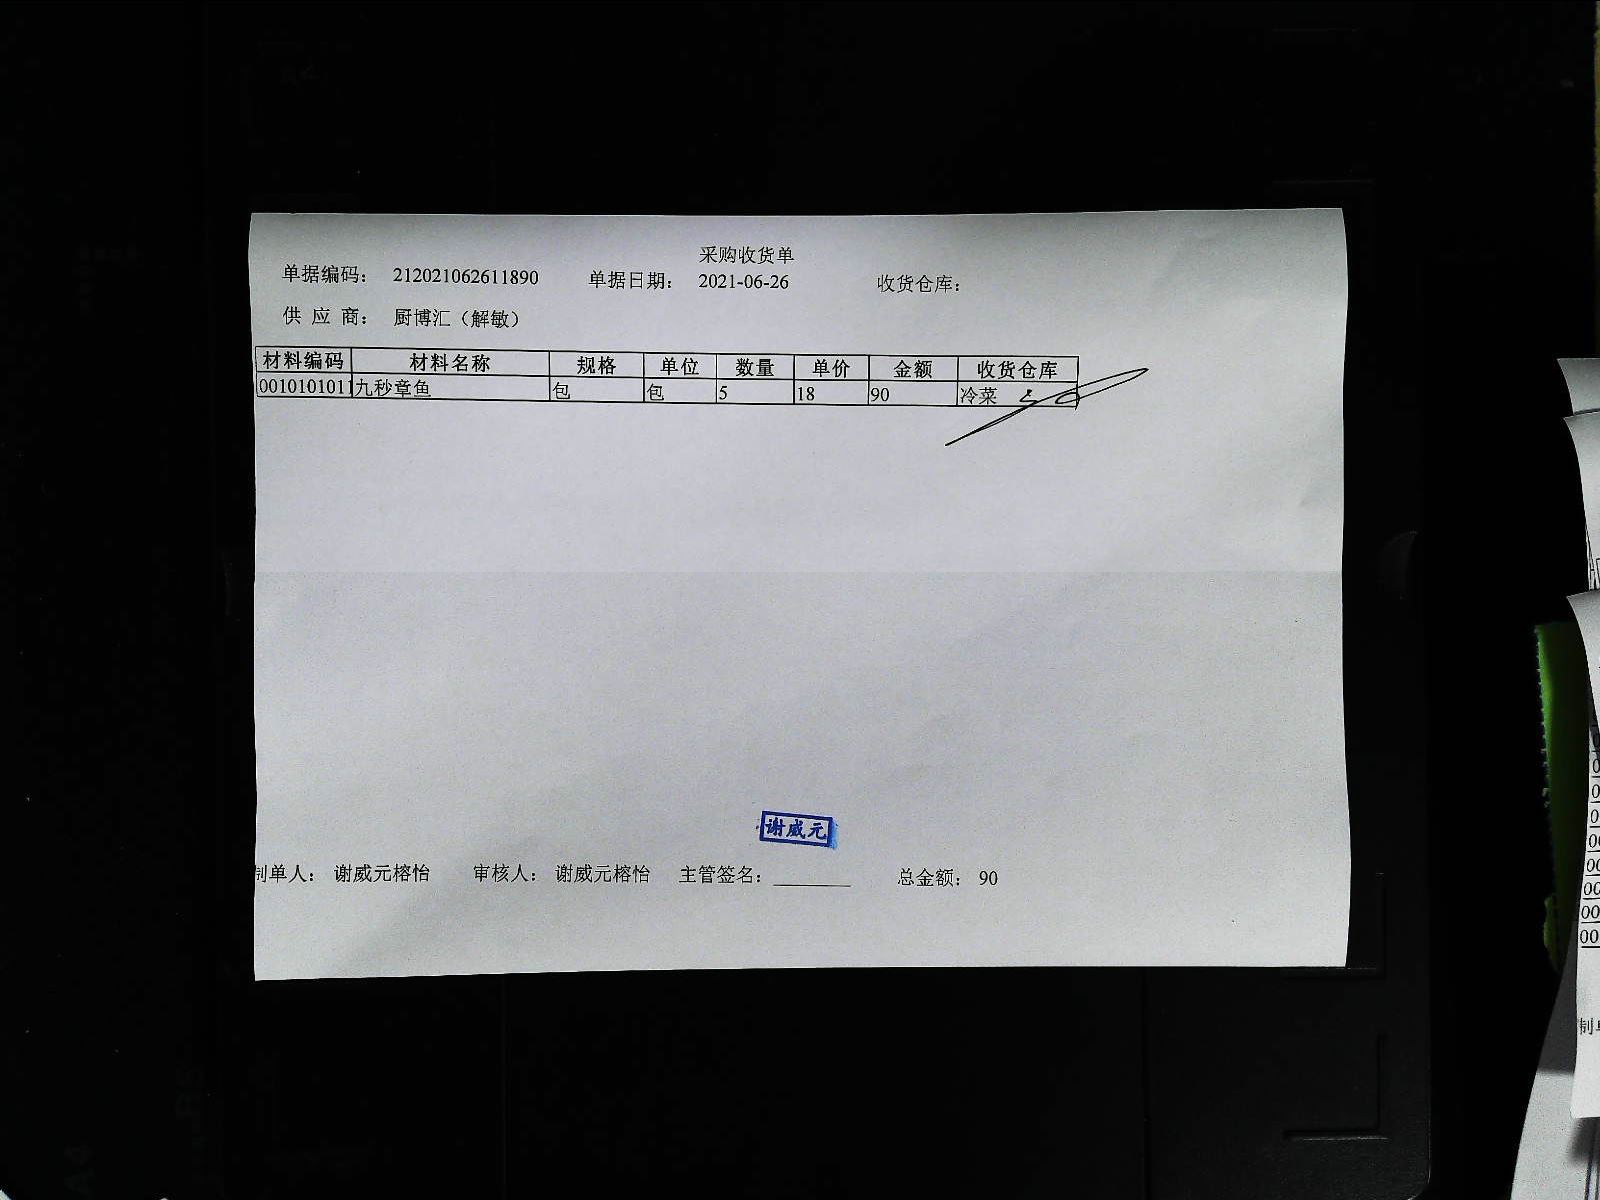 采购收货单
单据编码： 212021062611890 单据日期： 2021-06-26 收货仓库：
供 应 商： 厨博汇（解敏）
材料编码 材料名称 规格 单位 数量 单价 金额 收货仓库
0010101011 九秒章鱼 包 包 5 18 90 冷菜
谢威元
制单人： 谢威元榕怡 审核人： 谢威元榕怡 主管签名：________ 总金额： 90